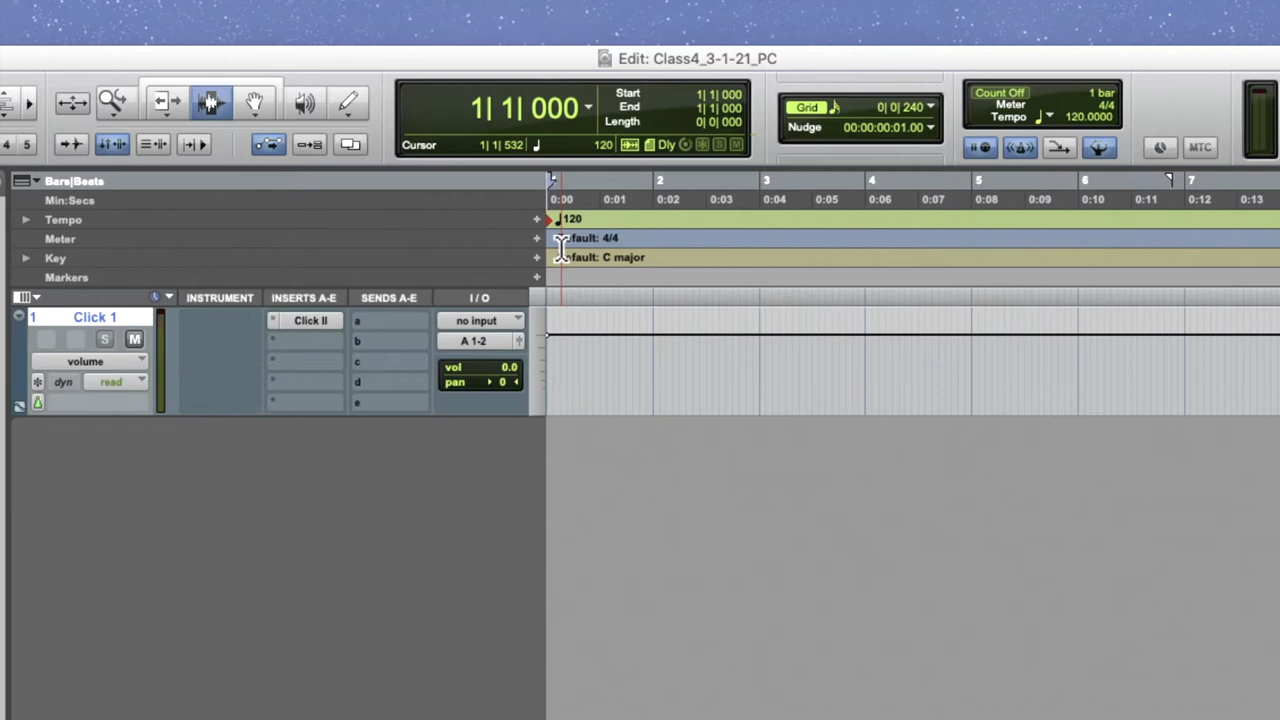 Edit: Class4_3-1-21_PC
1| 1| 000
Start 1| 1| 000
End 1| 1| 000
Length 0| 0| 000
Grid 0| 0| 240
Nudge 00:00:00:01.00
Count Off 1 bar
Meter 4/4
Tempo 120.0000
4 5
Cursor 1| 1| 532 120 Dly S M
MTC
Bars|Beats 2 3 4 5 6 7
Min:Secs 0:00 0:01 0:02 0:03 0:04 0:05 0:06 0:07 0:08 0:09 0:10 0:11 0:12 0:13
Tempo + 120
Meter + efault: 4/4
Key + efault: C major
Markers +
INSTRUMENT INSERTS A-E SENDS A-E I / O
1 Click 1 Click II a no input
S M b A 1-2
volume c vol 0.0
dyn read d pan 0
e